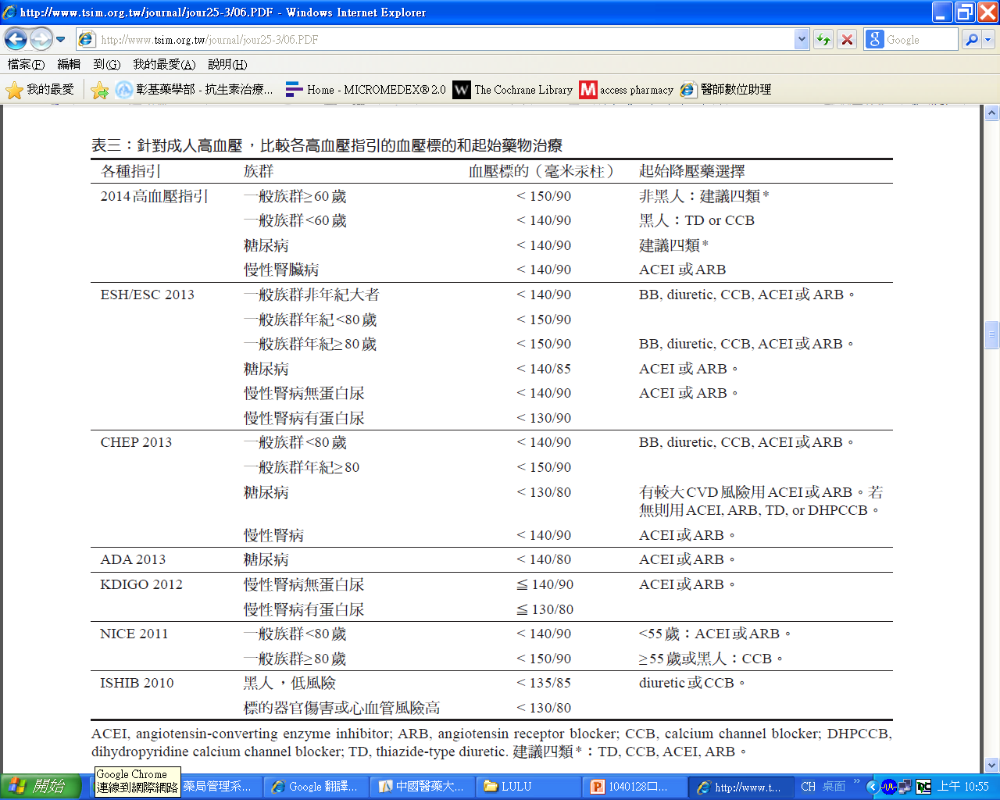 http://www.tsim.org.tw/journal/jour25-3/06.PDF - Windows Internet Explorer
http://www.tsim.org.tw/journal/jour25-3/06.PDF
Google
檔案(F) 編輯 到(G) 我的最愛(A) 說明(H)
我的最愛 彰基藥學部 - 抗生素治療... Home - MICROMEDEX® 2.0 W The Cochrane Library M access pharmacy 醫師數位助理
表三：針對成人高血壓，比較各高血壓指引的血壓標的和起始藥物治療
各種指引 族群 血壓標的（毫米汞柱） 起始降壓藥選擇
2014高血壓指引 一般族群≥60歲 < 150/90 非黑人：建議四類*
一般族群<60歲 < 140/90 黑人：TD or CCB
糖尿病 < 140/90 建議四類*
慢性腎臟病 < 140/90 ACEI 或 ARB
ESH/ESC 2013 一般族群非年紀大者 < 140/90 BB, diuretic, CCB, ACEI或 ARB。
一般族群年紀<80歲 < 150/90
一般族群年紀≥80歲 < 150/90 BB, diuretic, CCB, ACEI或 ARB。
糖尿病 < 140/85 ACEI 或 ARB。
慢性腎病無蛋白尿 < 140/90 ACEI 或 ARB。
慢性腎病有蛋白尿 < 130/90
CHEP 2013 一般族群<80歲 < 140/90 BB, diuretic, CCB, ACEI或 ARB。
一般族群年紀≥80 < 150/90
糖尿病 < 130/80 有較大CVD風險用ACEI或ARB。若
無則用ACEI, ARB, TD, or DHPCCB。
慢性腎病 < 140/90 ACEI或ARB。
ADA 2013 糖尿病 < 140/80 ACEI或ARB。
KDIGO 2012 慢性腎病無蛋白尿 ≦ 140/90 ACEI或ARB。
慢性腎病有蛋白尿 ≦ 130/80
NICE 2011 一般族群<80歲 < 140/90 <55歲：ACEI或ARB。
一般族群≥80歲 < 150/90 ≥55歲或黑人：CCB。
ISHIB 2010 黑人，低風險 < 135/85 diuretic或CCB。
標的器官傷害或心血管風險高 < 130/80
ACEI, angiotensin-converting enzyme inhibitor; ARB, angiotensin receptor blocker; CCB, calcium channel blocker; DHPCCB,
dihydropyridine calcium channel blocker; TD, thiazide-type diuretic. 建議四類*：TD, CCB, ACEI, ARB。
Google Chrome
連線到網際網路
開始 藥局管理系... Google 翻譯... 中國醫藥大... LULU 1040128口... http://www.t... CH 桌面 上午 10:55